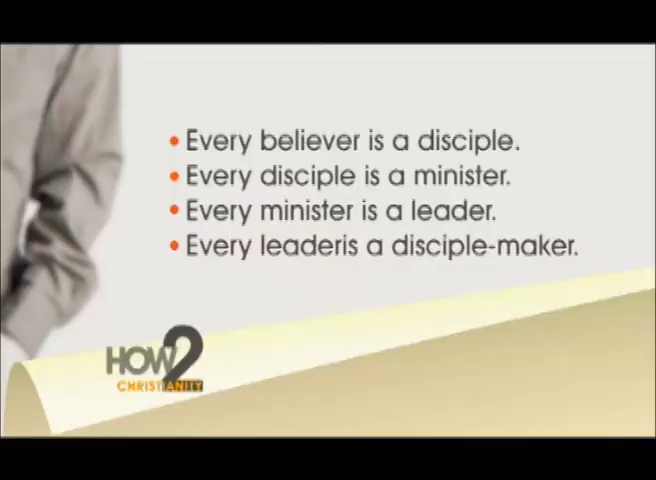 • Every believer is a disciple.
• Every disciple is a minister.
• Every minister is a leader.
• Every leaderis a disciple-maker.
HOW2
CHRISTIANITY